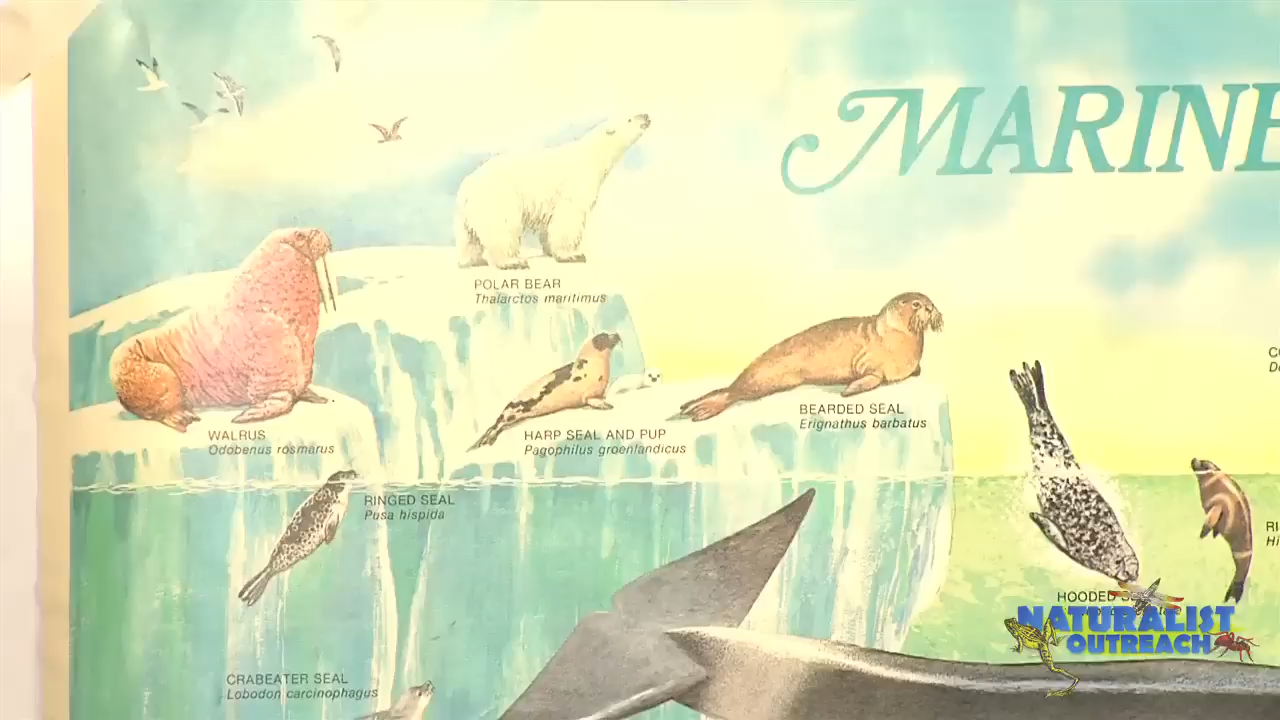 MARINE
POLAR BEAR
Thalarctos maritimus
WALRUS
Odobenus rosmarus
HARP SEAL AND PUP
Pagophilus groenlandicus
BEARDED SEAL
Erignathus barbatus
RINGED SEAL
Pusa hispida
HOODED
CRABEATER SEAL
Lobodon carcinophagus
NATURALIST
OUTREACH